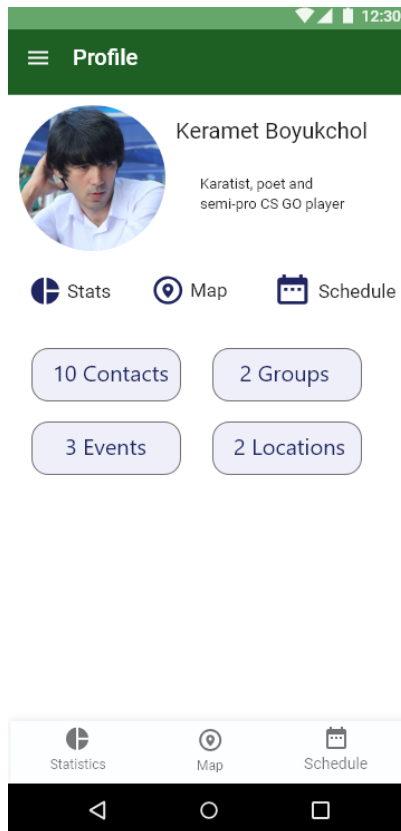 12:30
Profile
Keramet Boyukchol
Karatist, poet and
semi-pro CS GO player
Stats Map Schedule
10 Contacts 2 Groups
3 Events 2 Locations
Statistics Map Schedule